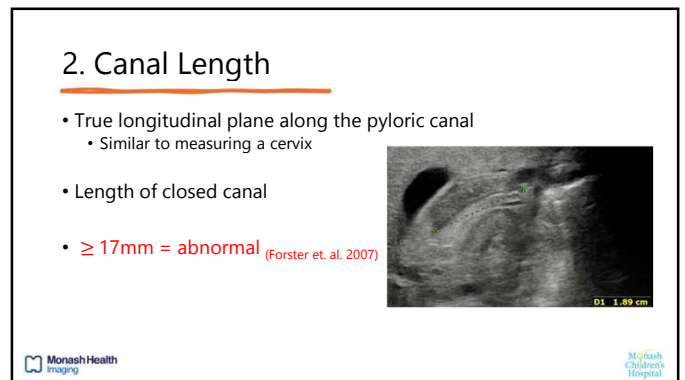 2. Canal Length
• True longitudinal plane along the pyloric canal
• Similar to measuring a cervix
• Length of closed canal
• ≥ 17mm = abnormal (Forster et. al. 2007)
D1 1.89 cm
Monash Health
Imaging
Monash
Children's
Hospital